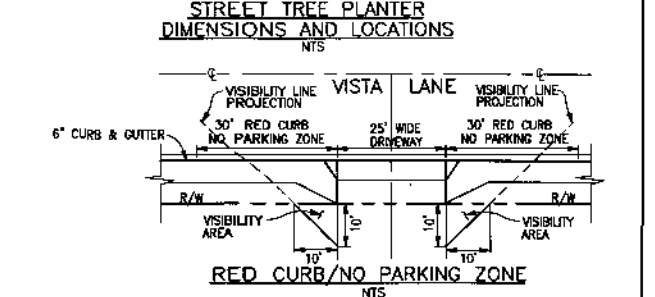 STREET TREE PLANTER
DIMENSIONS AND LOCATIONS
NTS
℄
VISTA LANE
℄
VISIBILITY LINE
PROJECTION
VISIBILITY LINE
PROJECTION
6" CURB & GUTTER
30' RED CURB
NO PARKING ZONE
25' WIDE
DRIVEWAY
30' RED CURB
NO PARKING ZONE
R/W
R/W
VISIBILITY
AREA
10'
10'
VISIBILITY
AREA
10'
10'
RED CURB/NO PARKING ZONE
NTS